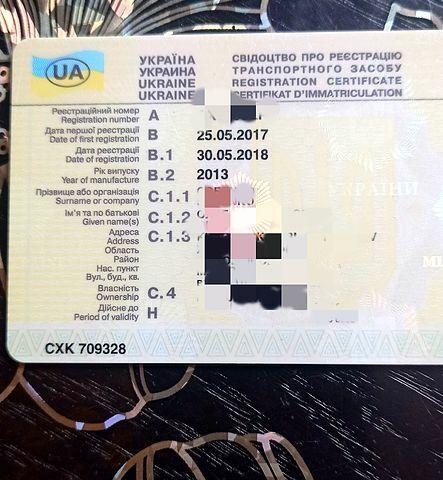 UA
УКРАЇНА
УКРАИНА
UKRAINE
UKRAINE
СВІДОЦТВО ПРО РЕЄСТРАЦІЮ
ТРАНСПОРТНОГО ЗАСОБУ
REGISTRATION CERTIFICATE
CERTIFIKAT D'IMMATRICULATION
Реєстраційний номер
Registration number A
Дата першої реєстрації
Date of first registration B 25.05.2017
Дата реєстрації
Date of registration B.1 30.05.2018
Рік випуску
Year of manufacture B.2 2013
Прізвище або організація
Surname or company C.1.1
Ім'я та по батькові
Given name(s) C.1.2
Адреса
Address C.1.3
Область
Район
Нас. пункт
Вул., буд., кв.
Власність
Ownership C.4
Дійсне до
Period of validity H
УКРАЇНИ
СХК 709328